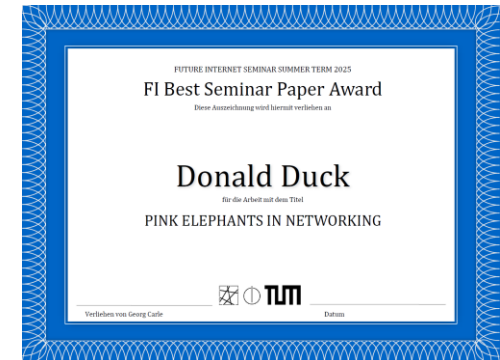 FUTURE INTERNET SEMINAR SUMMER TERM 2025
FI Best Seminar Paper Award
Diese Auszeichnung wird hiermit verliehen an
Donald Duck
für die Arbeit mit dem Titel
PINK ELEPHANTS IN NETWORKING
TUM
Verliehen von Georg Carle
Datum